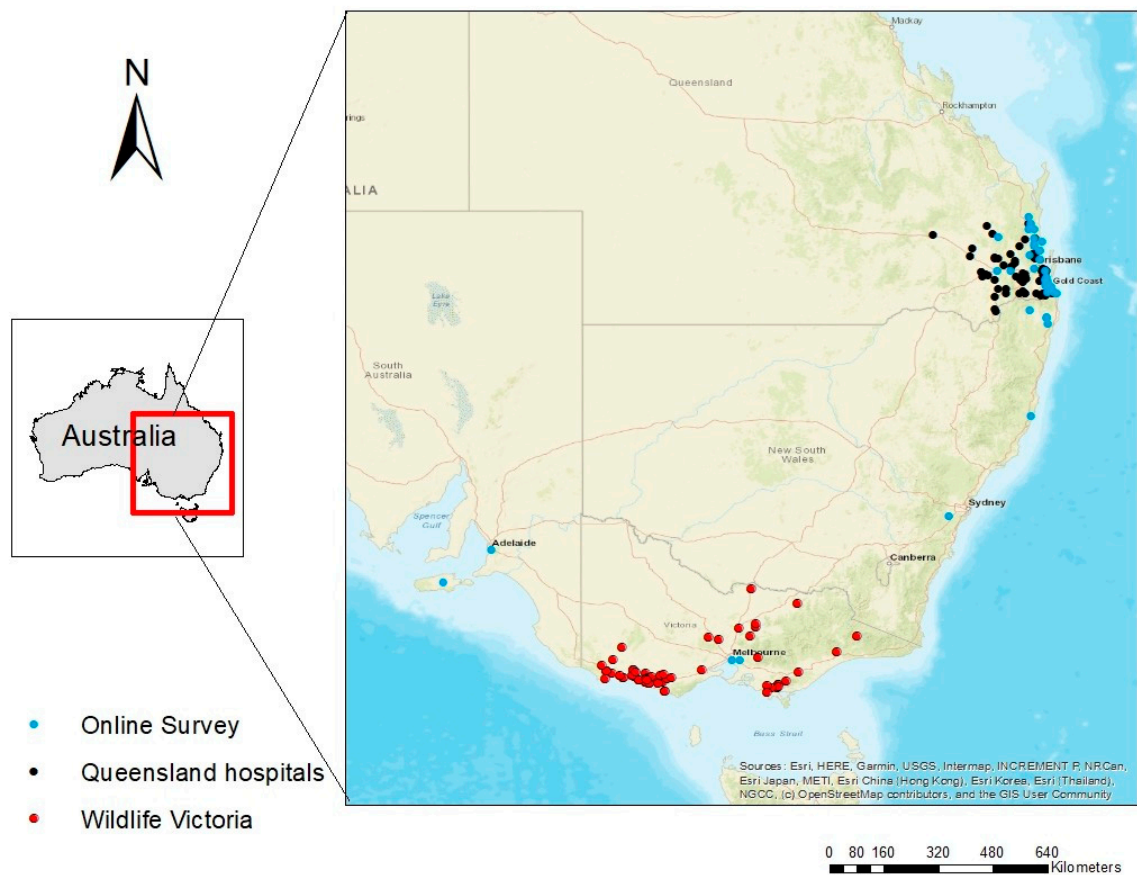 N
Australia
Online Survey
Queensland hospitals
Wildlife Victoria
Mackay
Queensland
Rockhampton
rings
ALIA
risbane
Gold Coast
Lake
Eyre
South
Australia
New South
Wales
Sydney
Spencer
Gulf
Adelaide
Canberra
Victoria
Melbourne
Bass Strait
Sources: Esri, HERE, Garmin, USGS, Intermap, INCREMENT P, NRCan,
Esri Japan, METI, Esri China (Hong Kong), Esri Korea, Esri (Thailand),
NGCC, (c) OpenStreetMap contributors, and the GIS User Community
0 80 160 320 480 640
Kilometers